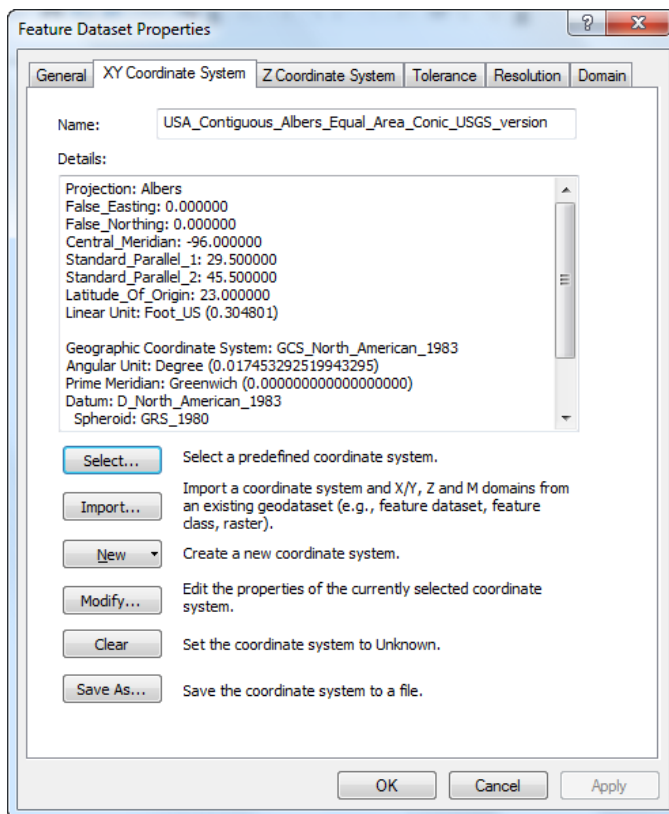 Feature Dataset Properties
?
X
General XY Coordinate System Z Coordinate System Tolerance Resolution Domain
Name: USA_Contiguous_Albers_Equal_Area_Conic_USGS_version
Details:
Projection: Albers
False_Easting: 0.000000
False_Northing: 0.000000
Central_Meridian: -96.000000
Standard_Parallel_1: 29.500000
Standard_Parallel_2: 45.500000
Latitude_Of_Origin: 23.000000
Linear Unit: Foot_US (0.304801)
Geographic Coordinate System: GCS_North_American_1983
Angular Unit: Degree (0.017453292519943295)
Prime Meridian: Greenwich (0.000000000000000000)
Datum: D_North_American_1983
Spheroid: GRS_1980
Select... Select a predefined coordinate system.
Import... Import a coordinate system and X/Y, Z and M domains from
an existing geodataset (e.g., feature dataset, feature
class, raster).
New Create a new coordinate system.
Modify... Edit the properties of the currently selected coordinate
system.
Clear Set the coordinate system to Unknown.
Save As... Save the coordinate system to a file.
OK Cancel Apply